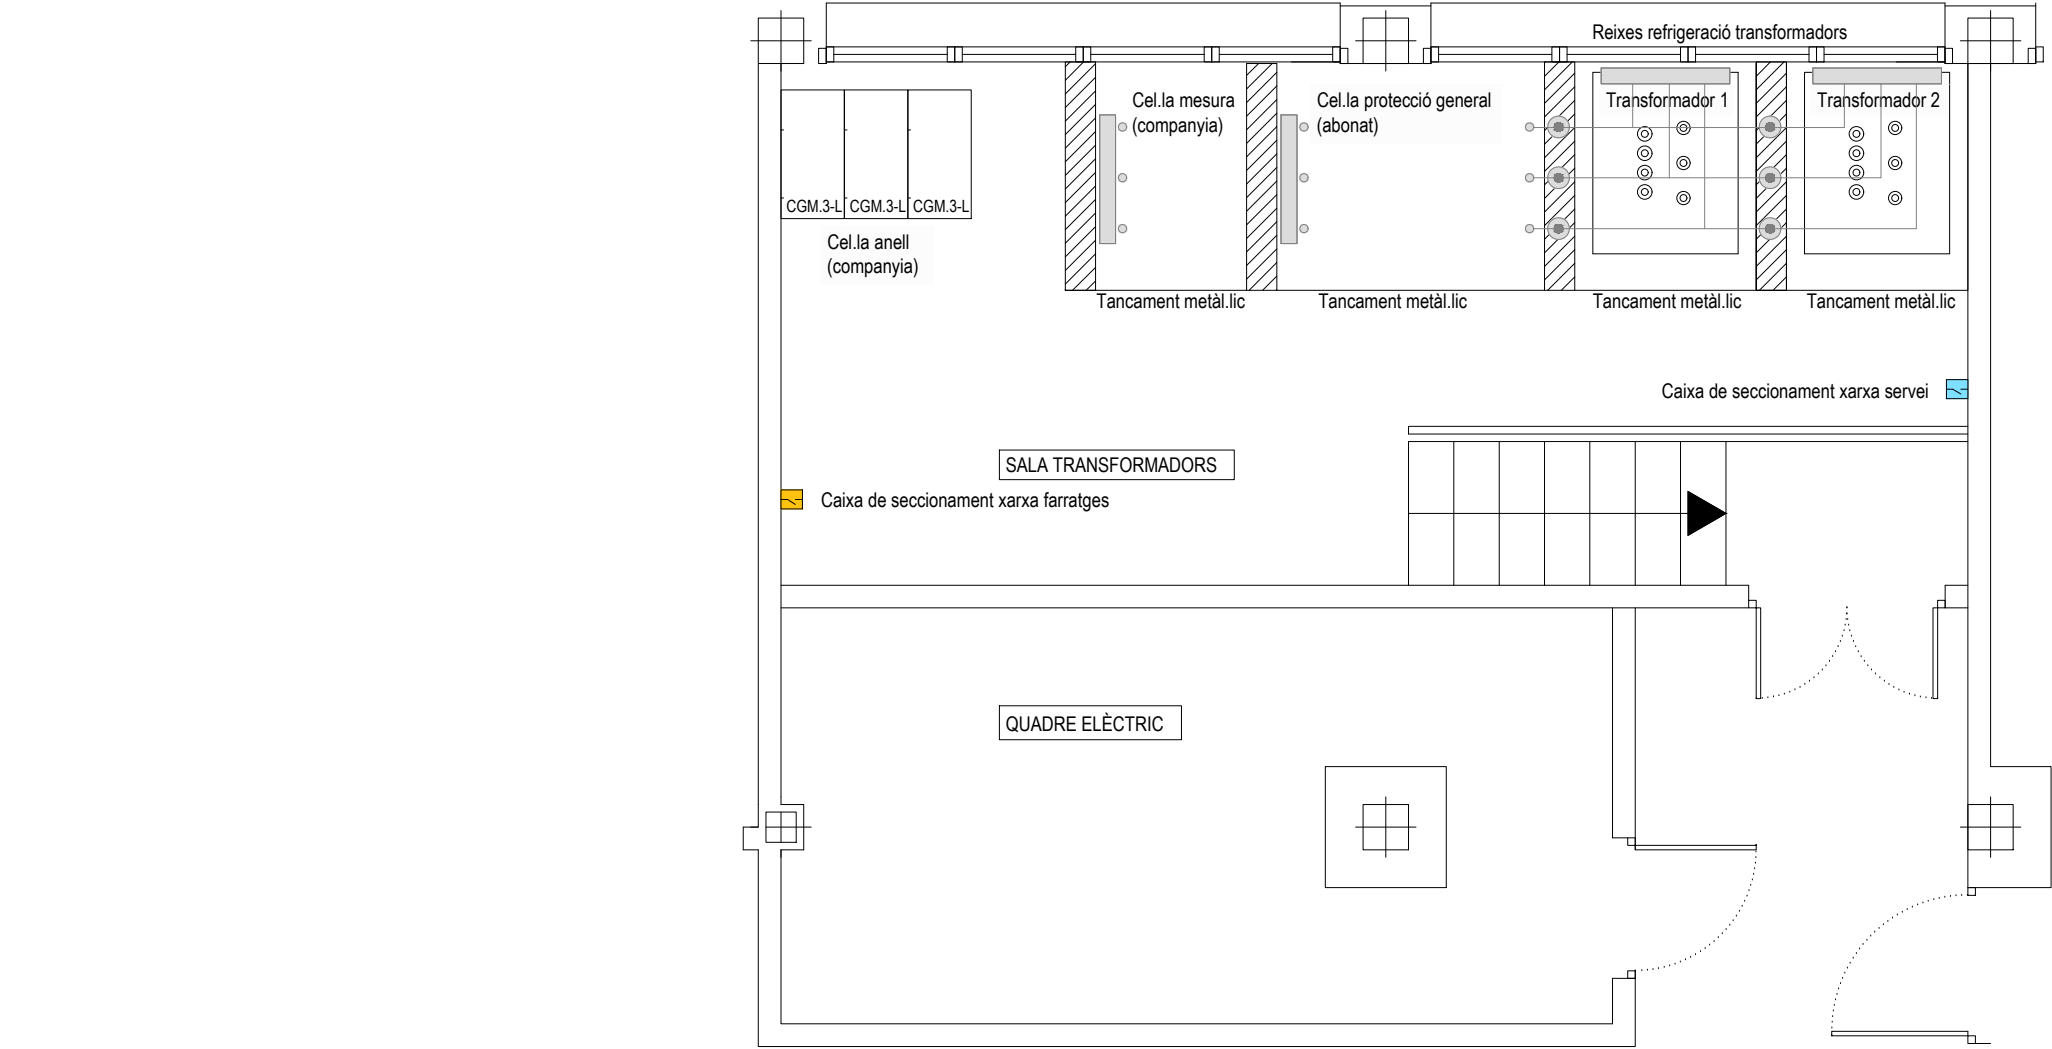 Reixes refrigeració transformadors
Cel.la mesura
(companyia)
Cel.la protecció general
(abonat)
Transformador 1
Transformador 2
CGM.3-L
CGM.3-L
CGM.3-L
Cel.la anell
(companyia)
Tancament metàl.lic
Tancament metàl.lic
Tancament metàl.lic
Tancament metàl.lic
Caixa de seccionament xarxa servei
SALA TRANSFORMADORS
Caixa de seccionament xarxa farratges
QUADRE ELÈCTRIC